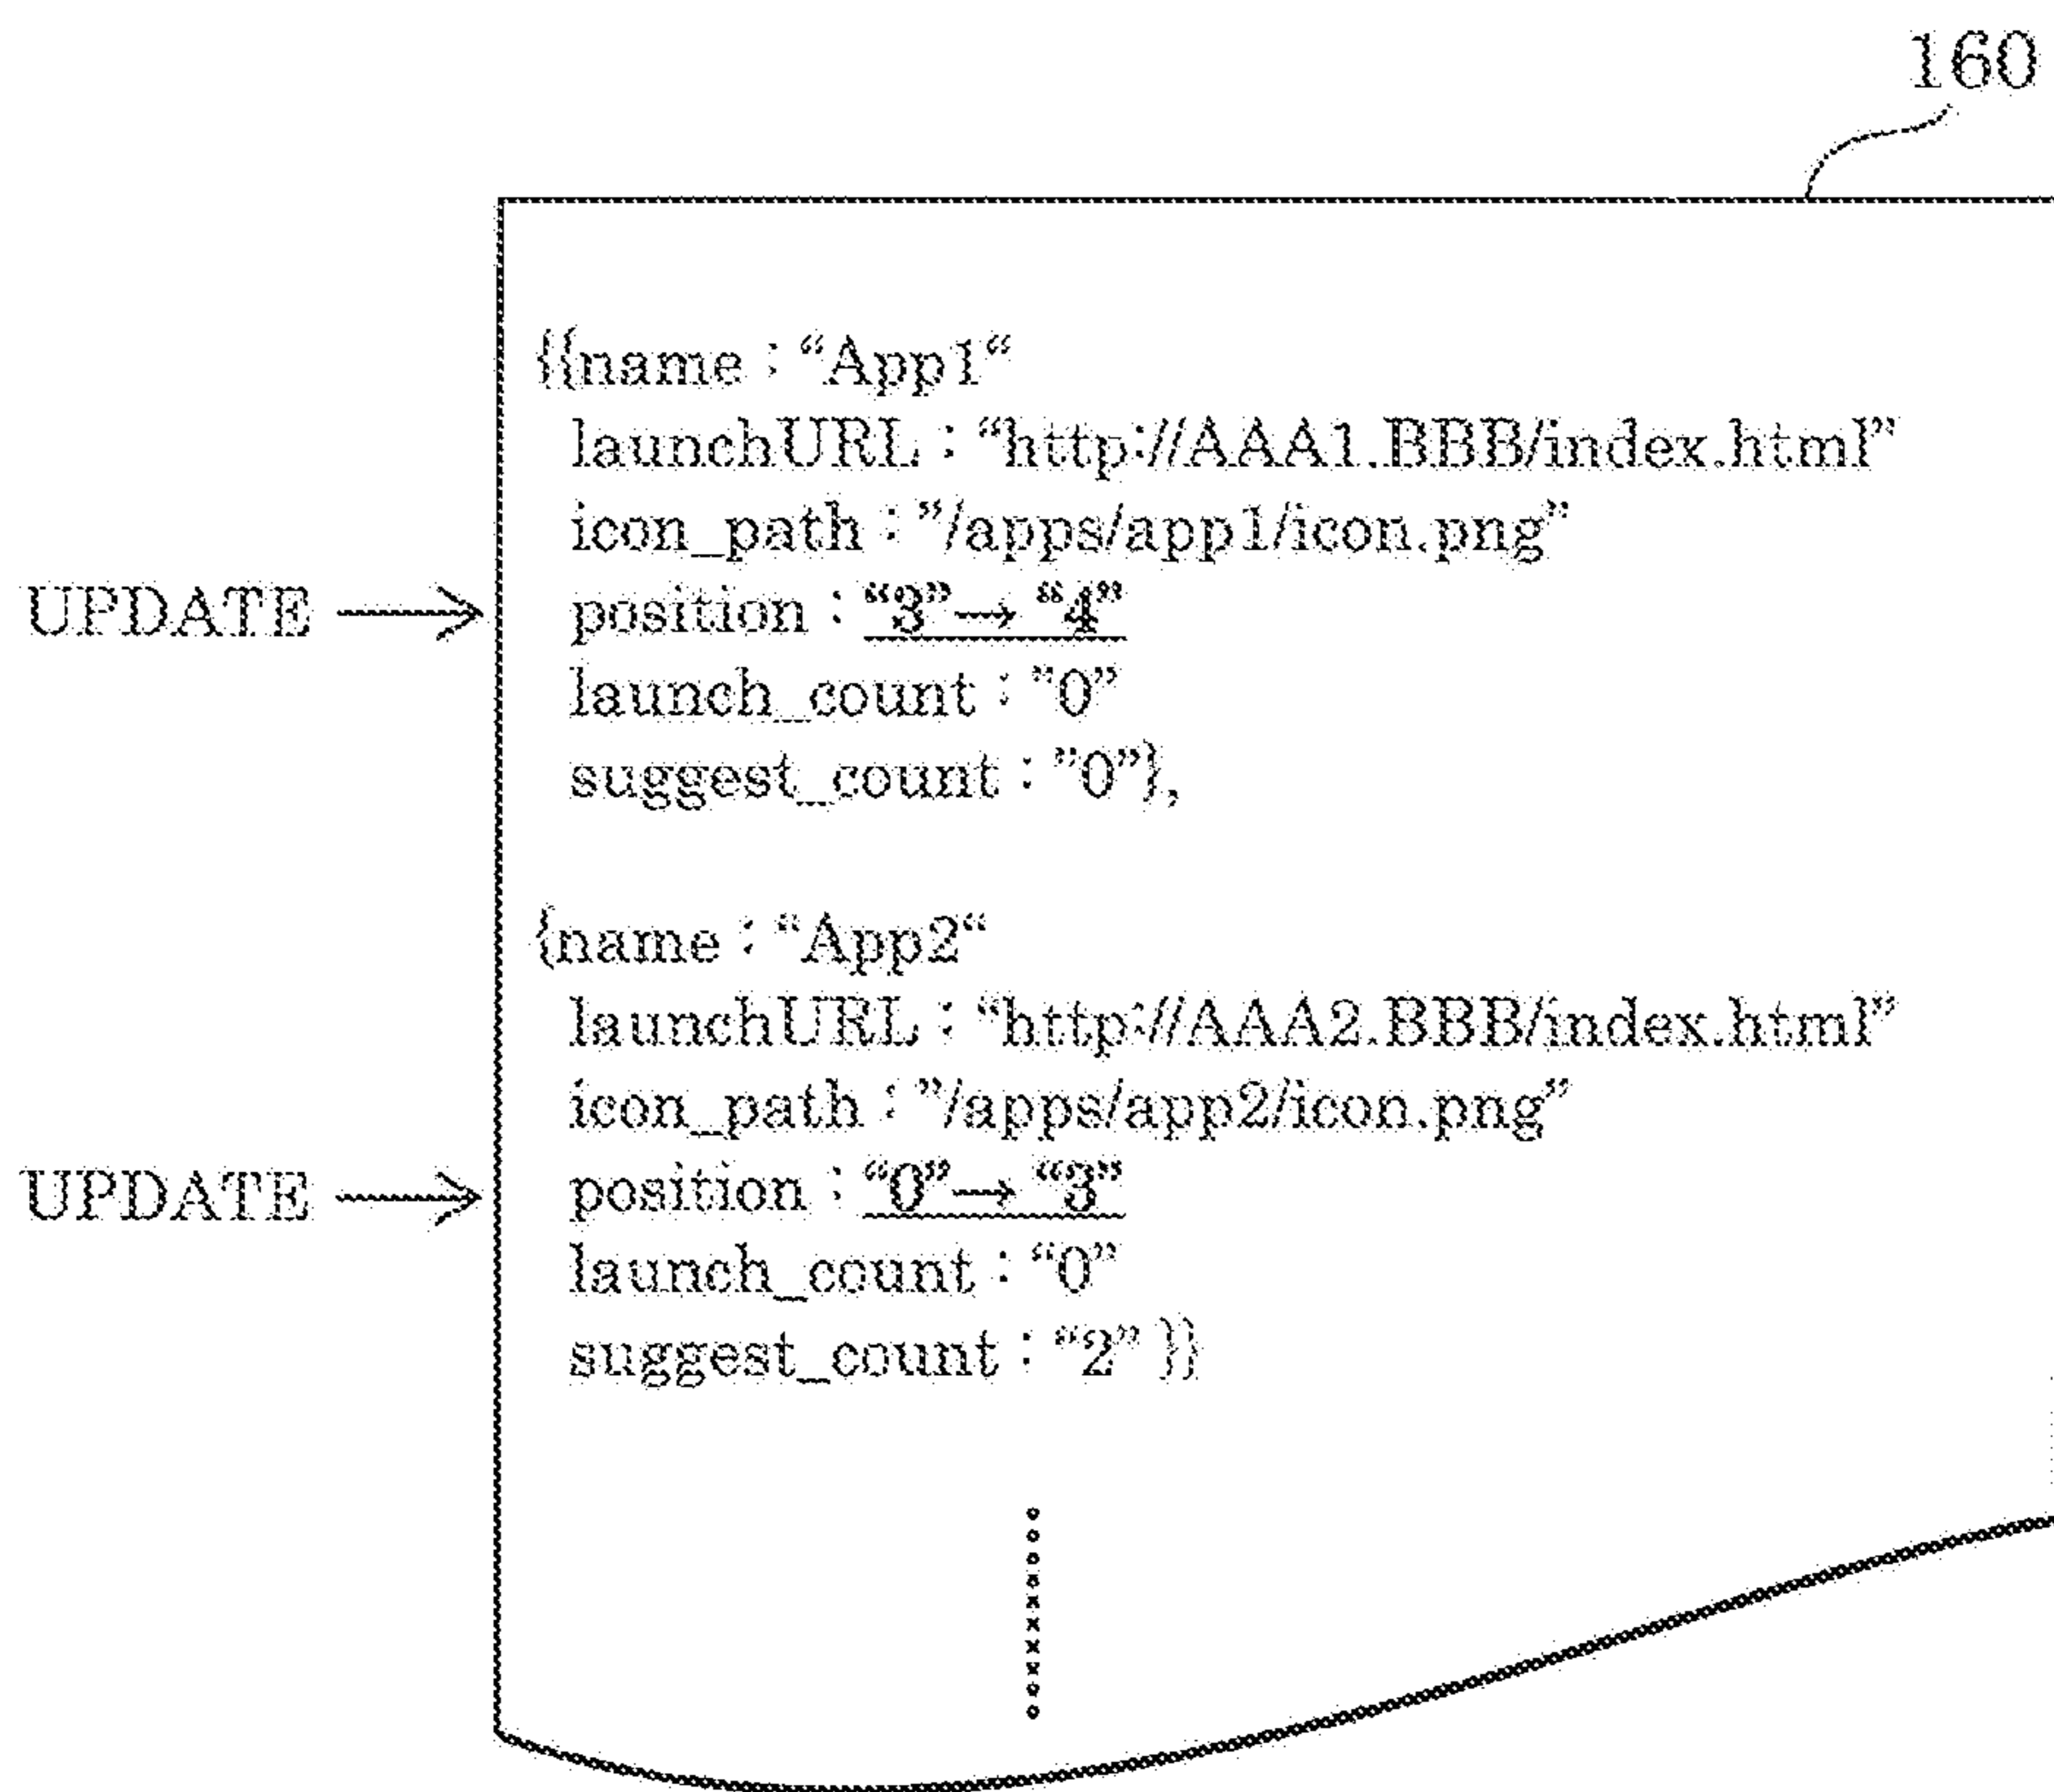 160
{{name : “App1“
launchURL : “http://AAA1.BBB/index.html”
icon_path : ”/apps/app1/icon.png”
UPDATE → position : “3”→ “4”
launch_count : ”0”
suggest_count : ”0”},
{name : “App2“
launchURL : “http://AAA2.BBB/index.html”
icon_path : ”/apps/app2/icon.png”
UPDATE → position : “0”→ “3”
launch_count : “0”
suggest_count : “2” }}